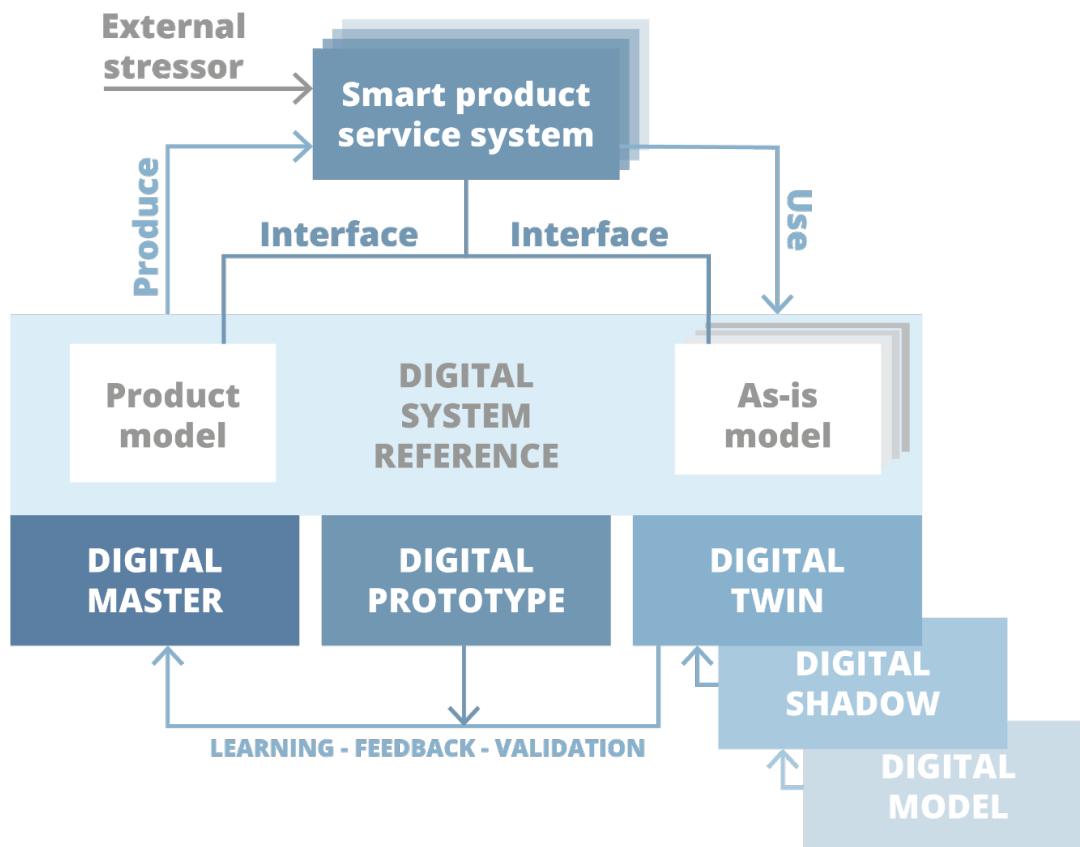 External
stressor
Smart product
service system
Produce
Use
Interface
Interface
Product
model
DIGITAL
SYSTEM
REFERENCE
As-is
model
DIGITAL
MASTER
DIGITAL
PROTOTYPE
DIGITAL
TWIN
DIGITAL
SHADOW
LEARNING - FEEDBACK - VALIDATION
DIGITAL
MODEL